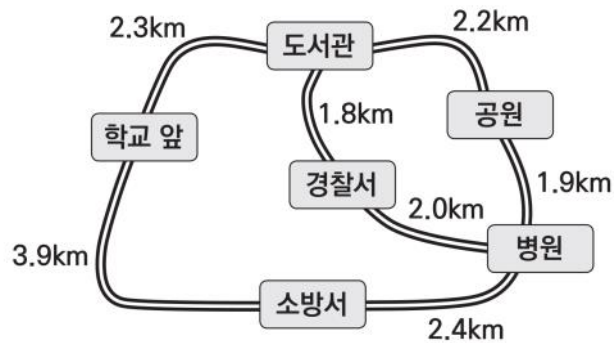 2.3km
도서관
2.2km
학교 앞
1.8km
공원
경찰서
1.9km
2.0km
병원
3.9km
소방서
2.4km